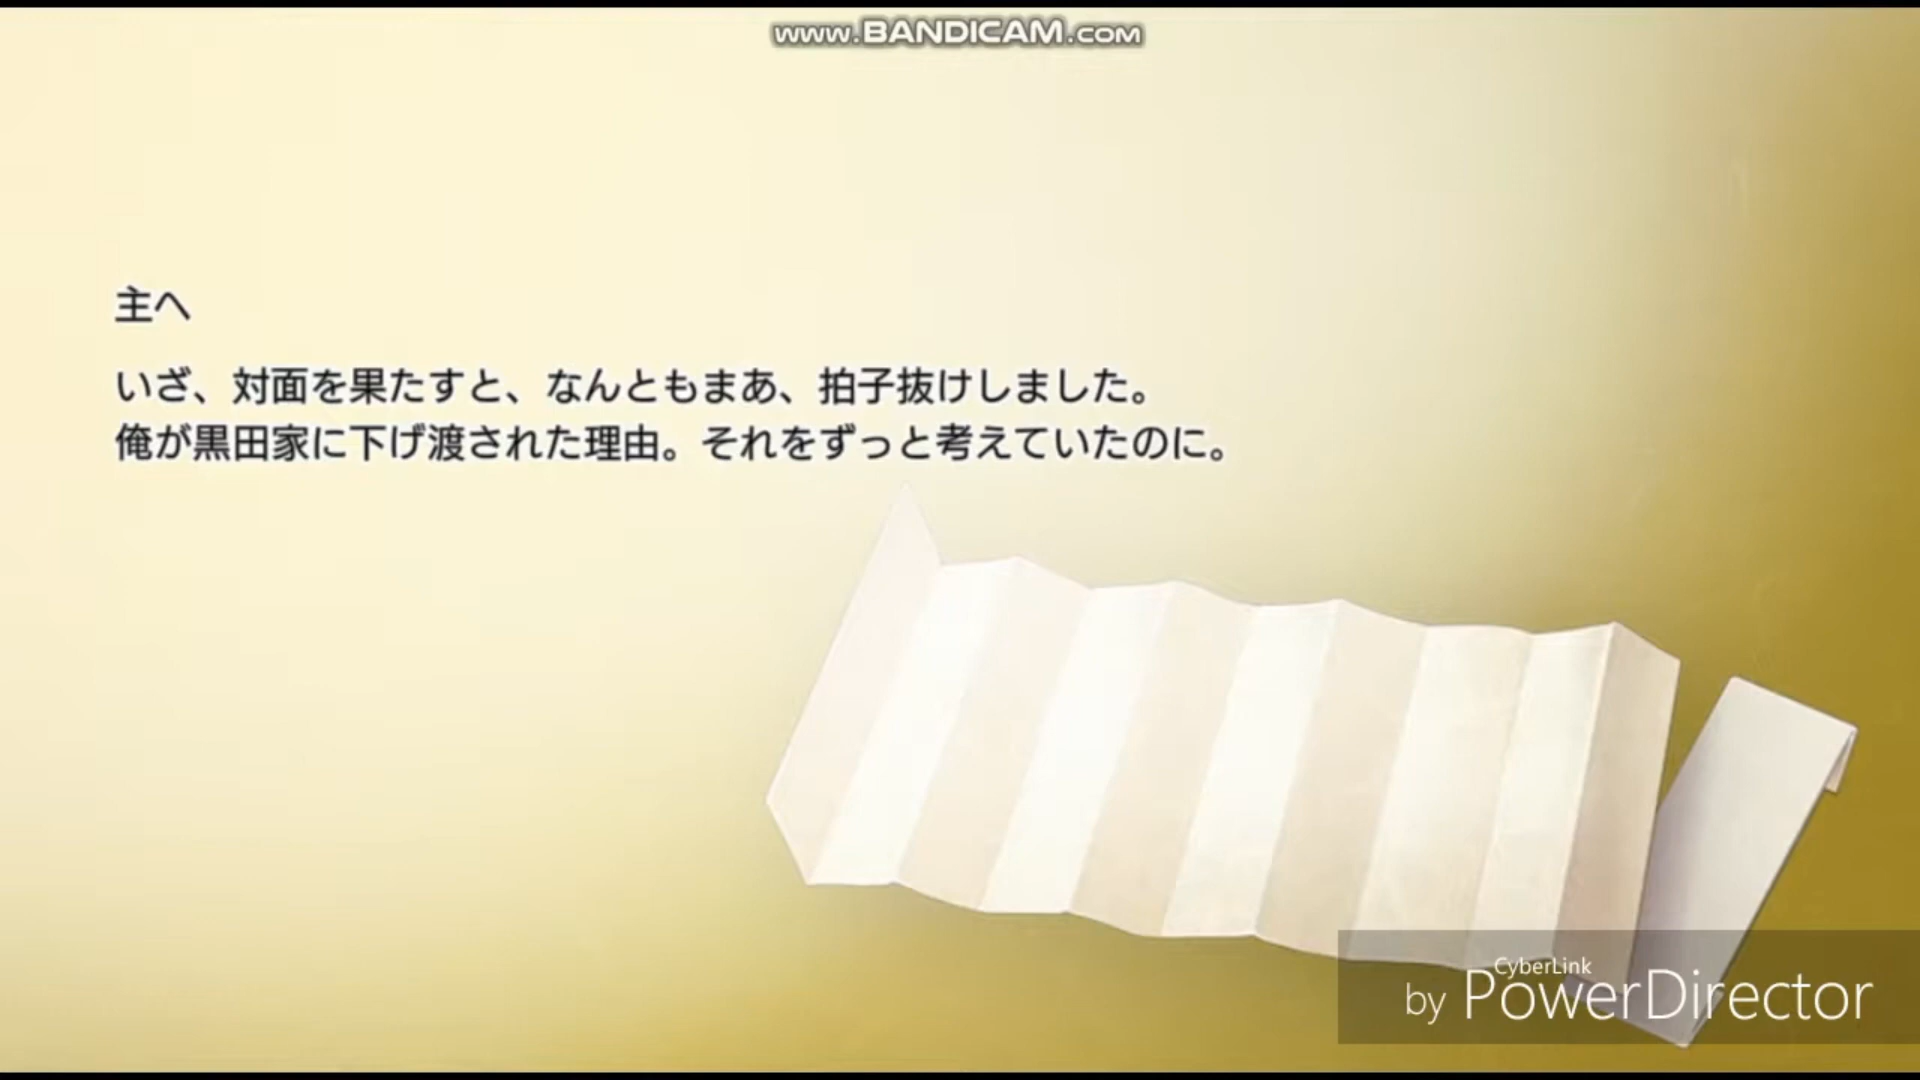 www.BANDICAM.com
主へ
いざ、対面を果たすと、なんともまあ、拍子抜けしました。
俺が黒田家に下げ渡された理由。それをずっと考えていたのに。
CyberLink
by PowerDirector